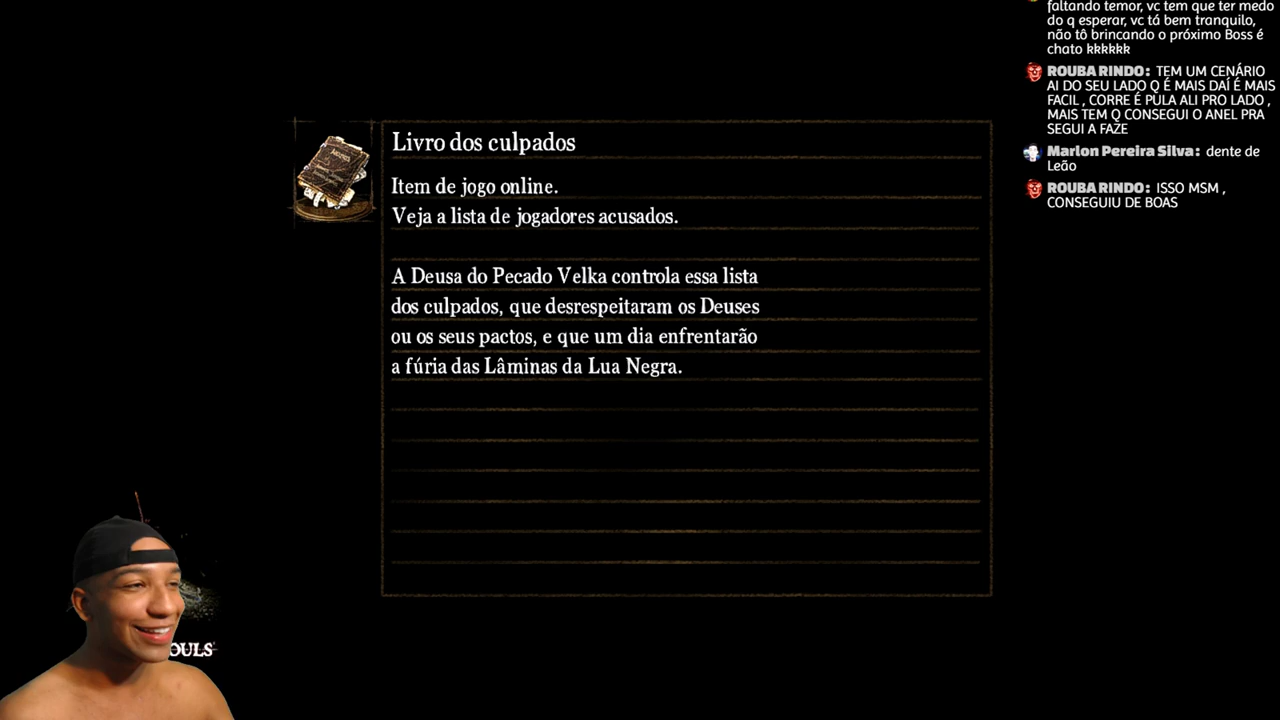 Livro dos culpados
Item de jogo online.
Veja a lista de jogadores acusados.
A Deusa do Pecado Velka controla essa lista
dos culpados, que desrespeitaram os Deuses
ou os seus pactos, e que um dia enfrentarão
a fúria das Lâminas da Lua Negra.
faltando temor, vc tem que ter medo
do q esperar, vc tá bem tranquilo,
não tô brincando o próximo Boss é
chato kkkkkk
ROUBA RINDO: TEM UM CENÁRIO
AI DO SEU LADO Q É MAIS DAÍ É MAIS
FACIL , CORRE É PULA ALI PRO LADO ,
MAIS TEM Q CONSEGUI O ANEL PRA
SEGUI A FAZE
Marlon Pereira Silva: dente de
Leão
ROUBA RINDO: ISSO MSM ,
CONSEGUIU DE BOAS
OULS